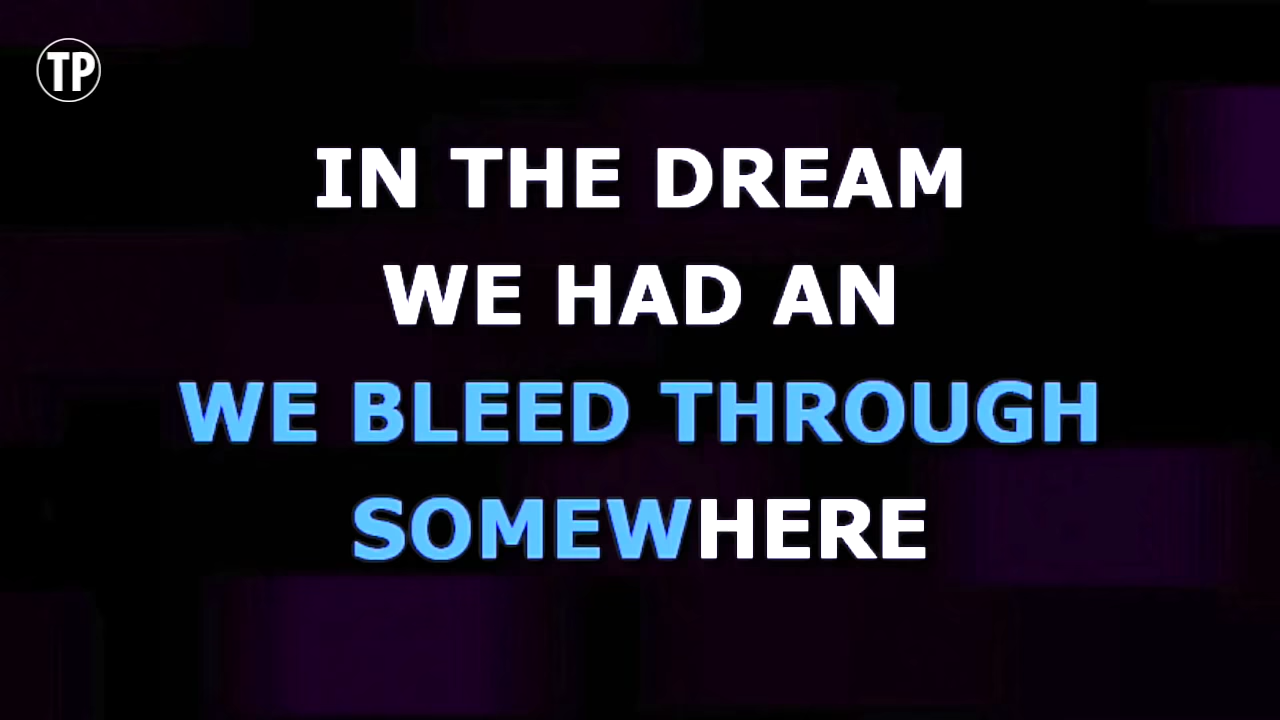 TP
IN THE DREAM
WE HAD AN
WE BLEED THROUGH
SOMEWHERE